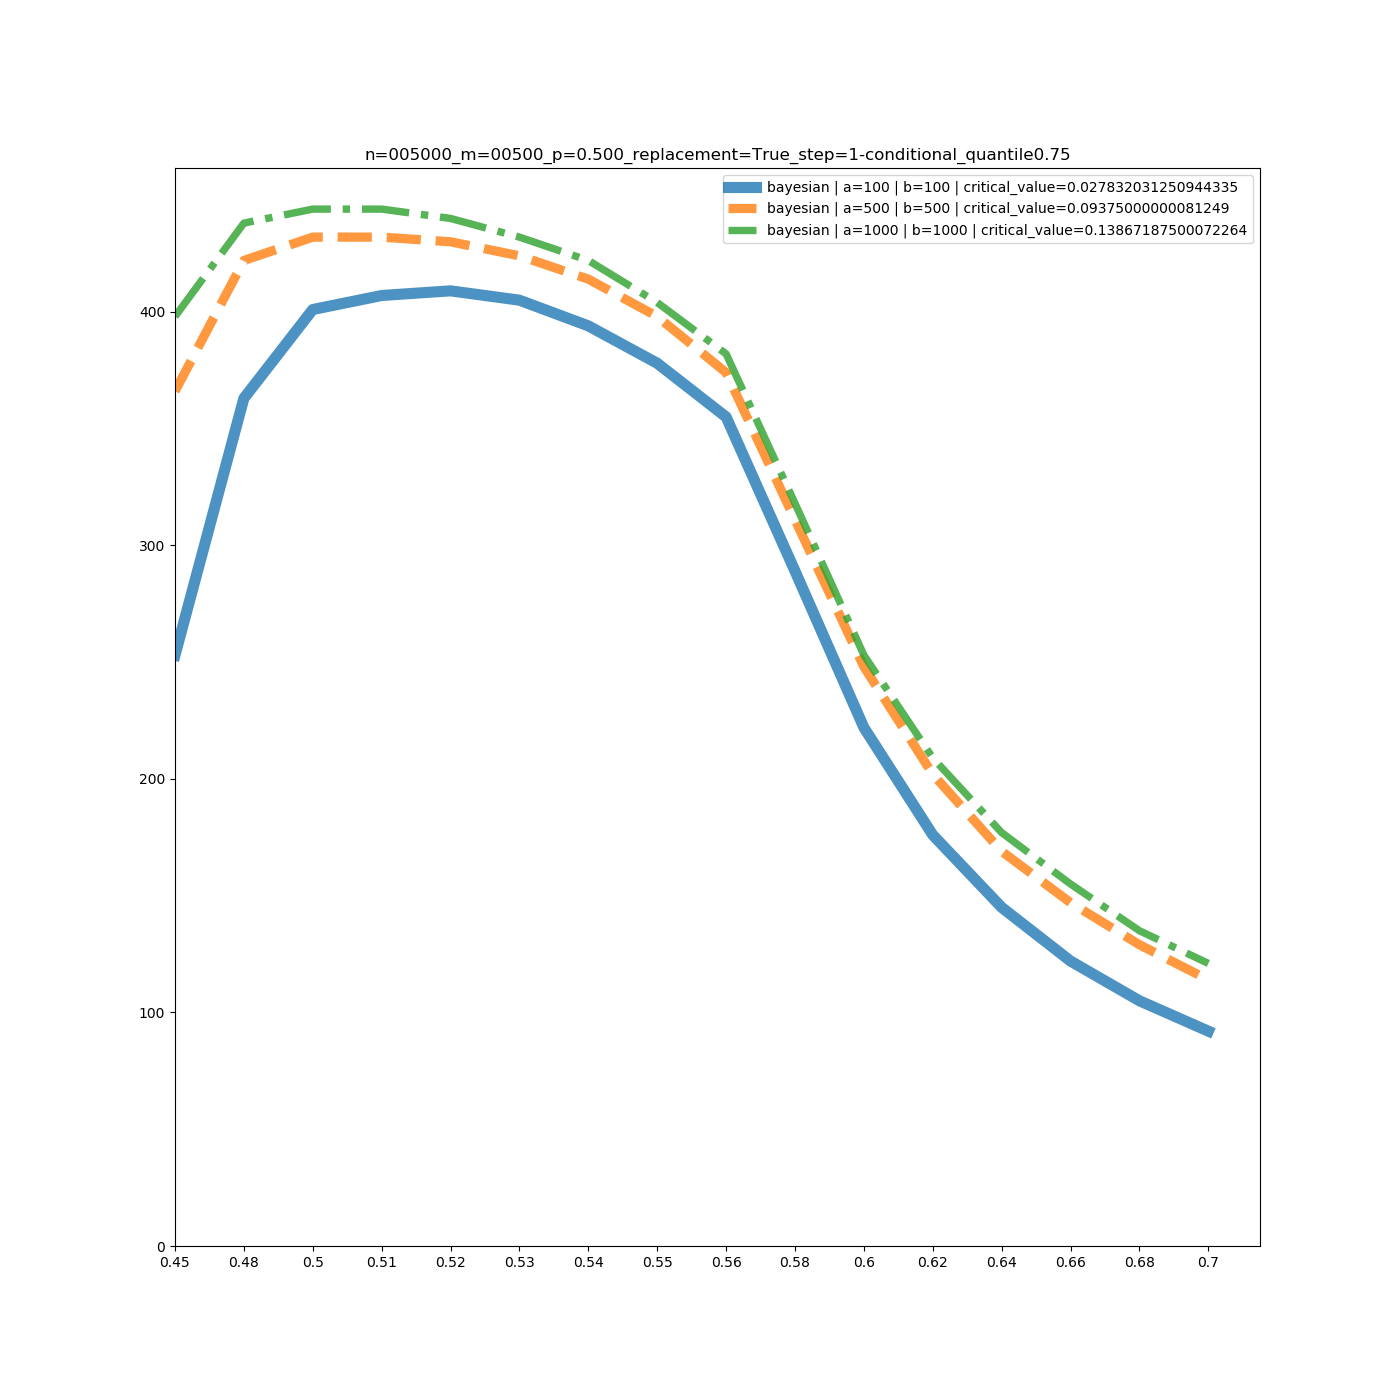 n=005000_m=00500_p=0.500_replacement=True_step=1-conditional_quantile0.75
bayesian | a=100 | b=100 | critical_value=0.027832031250944335
bayesian | a=500 | b=500 | critical_value=0.09375000000081249
bayesian | a=1000 | b=1000 | critical_value=0.13867187500072264
400
300
200
100
0
0.45 0.48 0.5 0.51 0.52 0.53 0.54 0.55 0.56 0.58 0.6 0.62 0.64 0.66 0.68 0.7